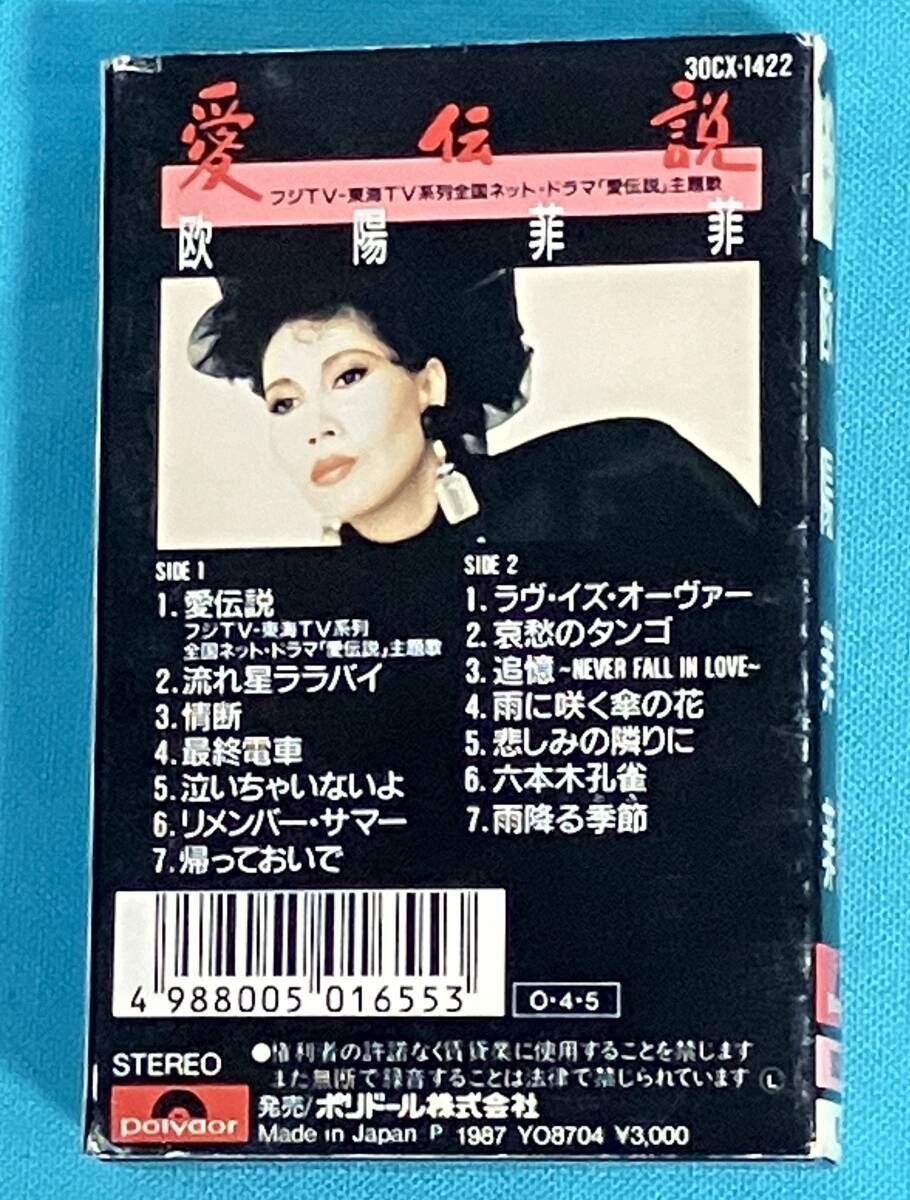 30CX-1422
愛伝説
フジTV-東海TV系列全国ネット・ドラマ「愛伝説」主題歌
欧陽菲菲
SIDE 1
1. 愛伝説
フジTV-東海TV系列
全国ネット・ドラマ「愛伝説」主題歌
2. 流れ星ララバイ
3. 情断
4. 最終電車
5. 泣いちゃいないよ
6. リメンバー・サマー
7. 帰っておいで
SIDE 2
1. ラヴ・イズ・オーヴァー
2. 哀愁のタンゴ
3. 追憶 ~NEVER FALL IN LOVE~
4. 雨に咲く傘の花
5. 悲しみの隣りに
6. 六本木孔雀
7. 雨降る季節
4 988005 016553
O・4・5
STEREO
●権利者の許諾なく賃貸業に使用することを禁じます
また無断で録音することは法律で禁じられています Ⓛ
polydor
発売/ポリドール株式会社
Made in Japan P 1987 YO8704 ¥3,000